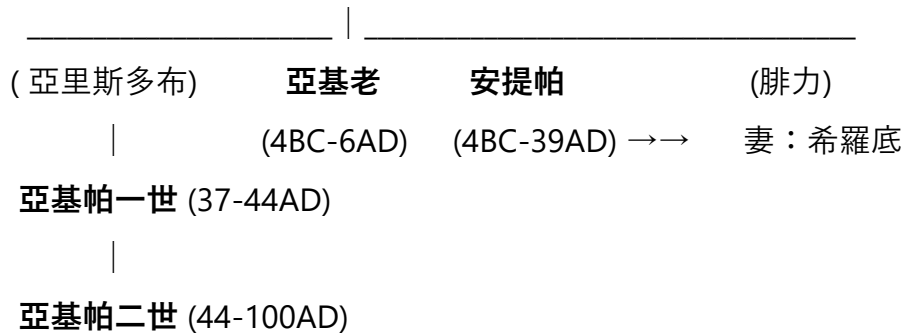 ( 亞里斯多布) 亞基老 安提帕 (腓力)
(4BC-6AD) (4BC-39AD) →→ 妻：希羅底
亞基帕一世 (37-44AD)
亞基帕二世 (44-100AD)